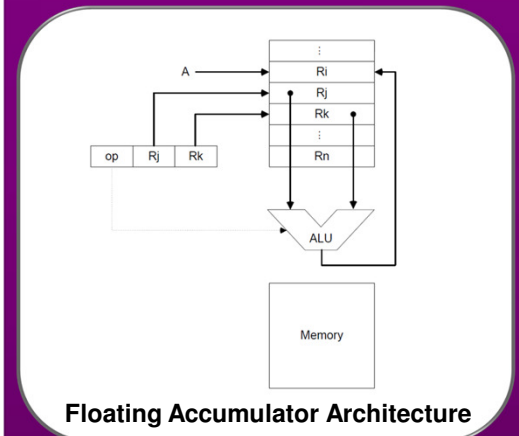 ⋮
A
Ri
Rj
Rk
⋮
op Rj Rk
Rn
ALU
Memory
Floating Accumulator Architecture